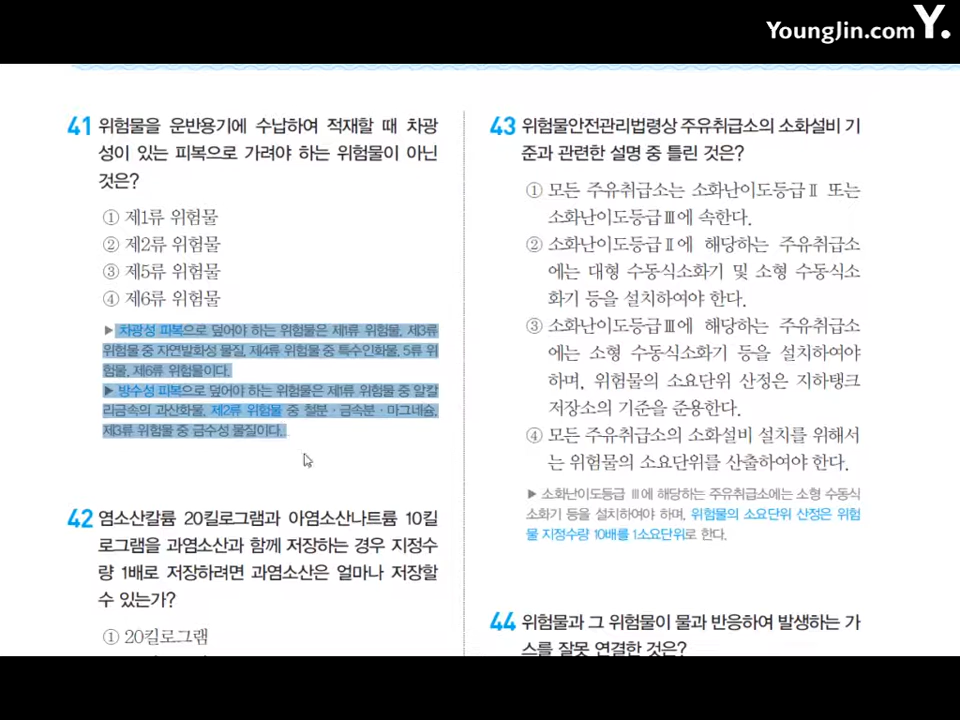 YoungJin.com Y.
41 위험물을 운반용기에 수납하여 적재할 때 차광
성이 있는 피복으로 가려야 하는 위험물이 아닌
것은?
① 제1류 위험물
② 제2류 위험물
③ 제5류 위험물
④ 제6류 위험물
▶ 차광성 피복으로 덮어야 하는 위험물은 제1류 위험물, 제3류
위험물 중 자연발화성 물질, 제4류 위험물 중 특수인화물, 5류 위
험물, 제6류 위험물이다.
▶ 방수성 피복으로 덮어야 하는 위험물은 제1류 위험물 중 알칼
리금속의 과산화물, 제2류 위험물 중 철분·금속분·마그네슘,
제3류 위험물 중 금수성 물질이다.
42 염소산칼륨 20킬로그램과 아염소산나트륨 10킬
로그램을 과염소산과 함께 저장하는 경우 지정수
량 1배로 저장하려면 과염소산은 얼마나 저장할
수 있는가?
① 20킬로그램
43 위험물안전관리법령상 주유취급소의 소화설비 기
준과 관련한 설명 중 틀린 것은?
① 모든 주유취급소는 소화난이도등급Ⅱ 또는
소화난이도등급Ⅲ에 속한다.
② 소화난이도등급Ⅱ에 해당하는 주유취급소
에는 대형 수동식소화기 및 소형 수동식소
화기 등을 설치하여야 한다.
③ 소화난이도등급Ⅲ에 해당하는 주유취급소
에는 소형 수동식소화기 등을 설치하여야
하며, 위험물의 소요단위 산정은 지하탱크
저장소의 기준을 준용한다.
④ 모든 주유취급소의 소화설비 설치를 위해서
는 위험물의 소요단위를 산출하여야 한다.
▶ 소화난이도등급 Ⅲ에 해당하는 주유취급소에는 소형 수동식
소화기 등을 설치하여야 하며, 위험물의 소요단위 산정은 위험
물 지정수량 10배를 1소요단위로 한다.
44 위험물과 그 위험물이 물과 반응하여 발생하는 가
스를 잘못 연결한 것은?